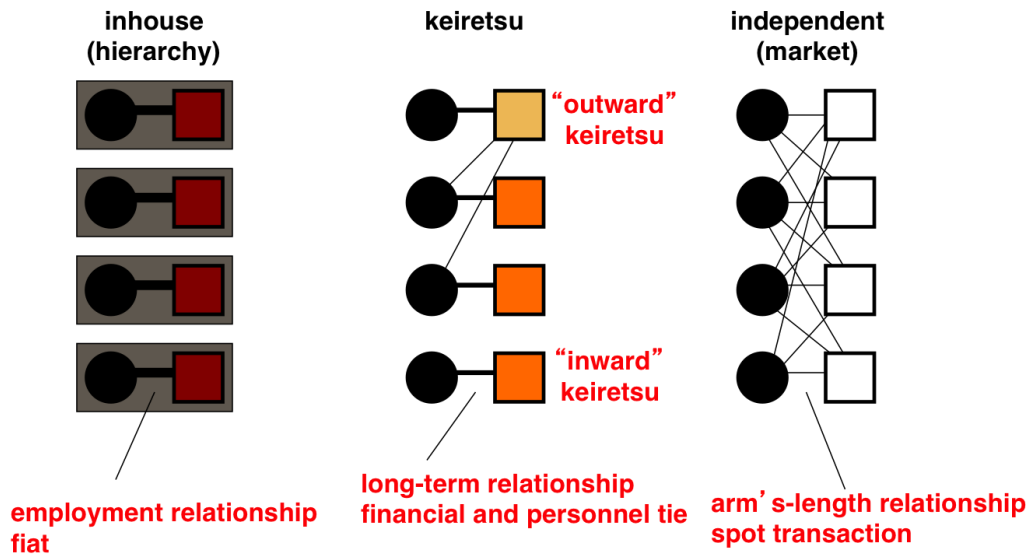 inhouse
(hierarchy)
keiretsu
independent
(market)
“outward”
keiretsu
“inward”
keiretsu
employment relationship
fiat
long-term relationship
financial and personnel tie
arm’s-length relationship
spot transaction